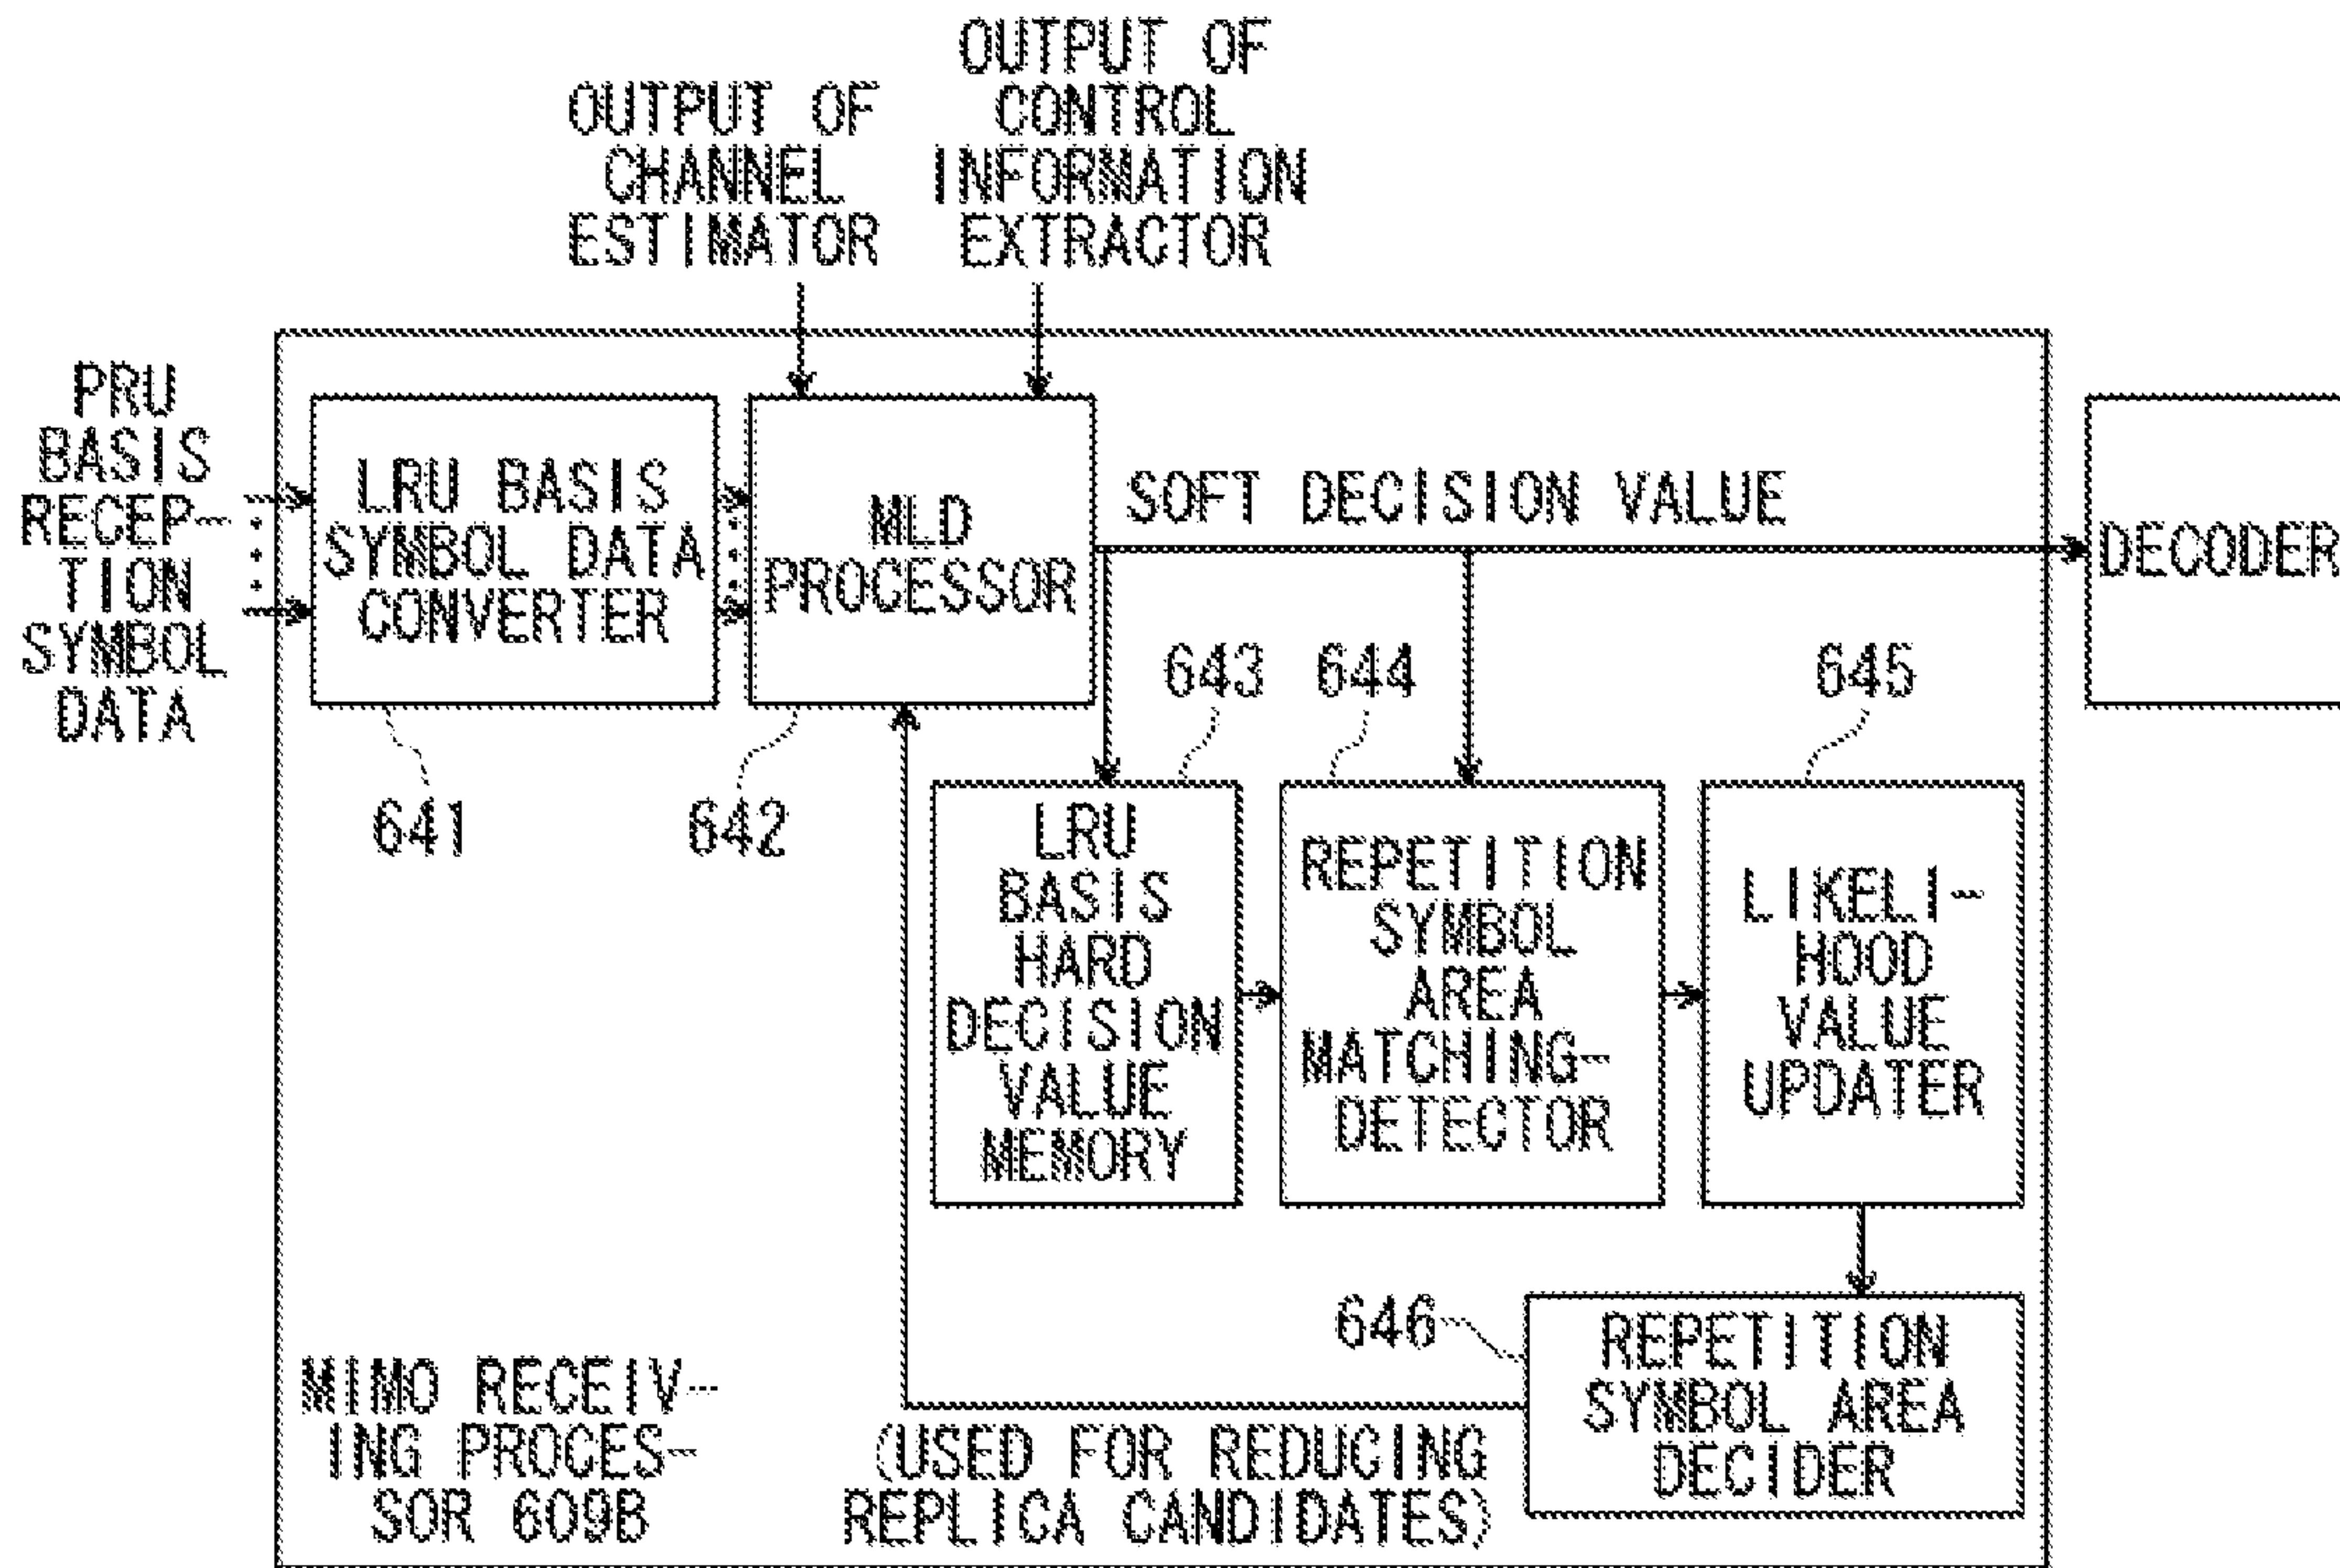 OUTPUT OF
CHANNEL
ESTIMATOR
OUTPUT OF
CONTROL
INFORMATION
EXTRACTOR
PRU
BASIS
RECEP-
TION
SYMBOL
DATA
LRU BASIS
SYMBOL DATA
CONVERTER
MLD
PROCESSOR
SOFT DECISION VALUE
DECODER
641
642
643
644
645
LRU
BASIS
HARD
DECISION
VALUE
MEMORY
REPETITION
SYMBOL
AREA
MATCHING-
DETECTOR
LIKELI-
HOOD
VALUE
UPDATER
646
REPETITION
SYMBOL AREA
DECIDER
MIMO RECEIV-
ING PROCES-
SOR 609B
(USED FOR REDUCING
REPLICA CANDIDATES)